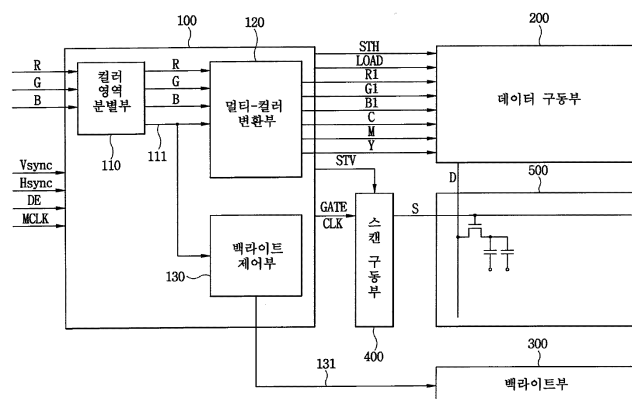 100
120
200
R
G
B
컬러
영역
분별부
110
R
G
B
111
멀티-컬러
변환부
STH
LOAD
R1
G1
B1
C
M
Y
데이터 구동부
Vsync
Hsync
DE
MCLK
STV
GATE
CLK
D
500
S
스캔 구동부
400
백라이트
제어부
130
131
300
백라이트부